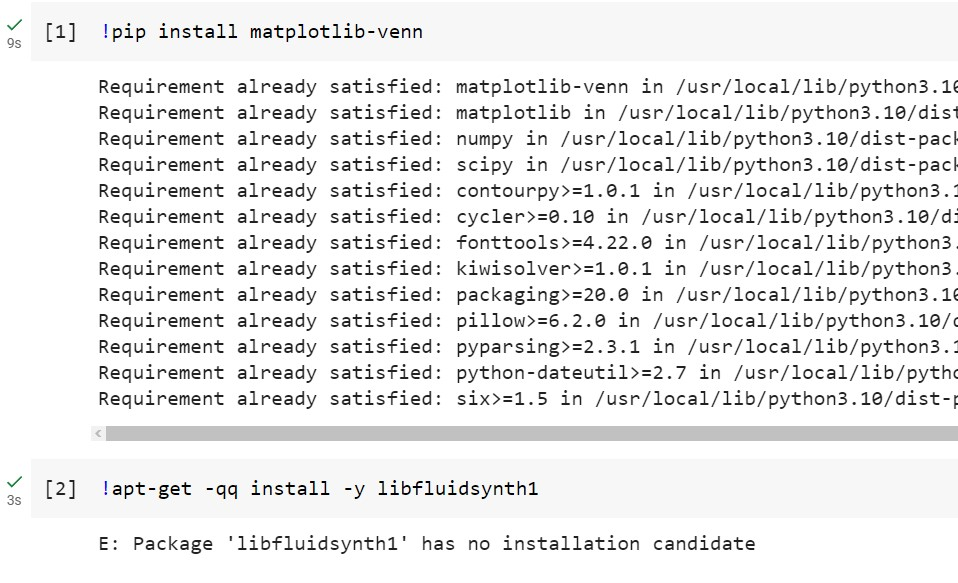 [1] !pip install matplotlib-venn
9s
Requirement already satisfied: matplotlib-venn in /usr/local/lib/python3.10
Requirement already satisfied: matplotlib in /usr/local/lib/python3.10/dist
Requirement already satisfied: numpy in /usr/local/lib/python3.10/dist-pack
Requirement already satisfied: scipy in /usr/local/lib/python3.10/dist-pack
Requirement already satisfied: contourpy>=1.0.1 in /usr/local/lib/python3.1
Requirement already satisfied: cycler>=0.10 in /usr/local/lib/python3.10/di
Requirement already satisfied: fonttools>=4.22.0 in /usr/local/lib/python3.
Requirement already satisfied: kiwisolver>=1.0.1 in /usr/local/lib/python3.
Requirement already satisfied: packaging>=20.0 in /usr/local/lib/python3.10
Requirement already satisfied: pillow>=6.2.0 in /usr/local/lib/python3.10/d
Requirement already satisfied: pyparsing>=2.3.1 in /usr/local/lib/python3.1
Requirement already satisfied: python-dateutil>=2.7 in /usr/local/lib/pytho
Requirement already satisfied: six>=1.5 in /usr/local/lib/python3.10/dist-p
[2] !apt-get -qq install -y libfluidsynth1
3s
E: Package 'libfluidsynth1' has no installation candidate